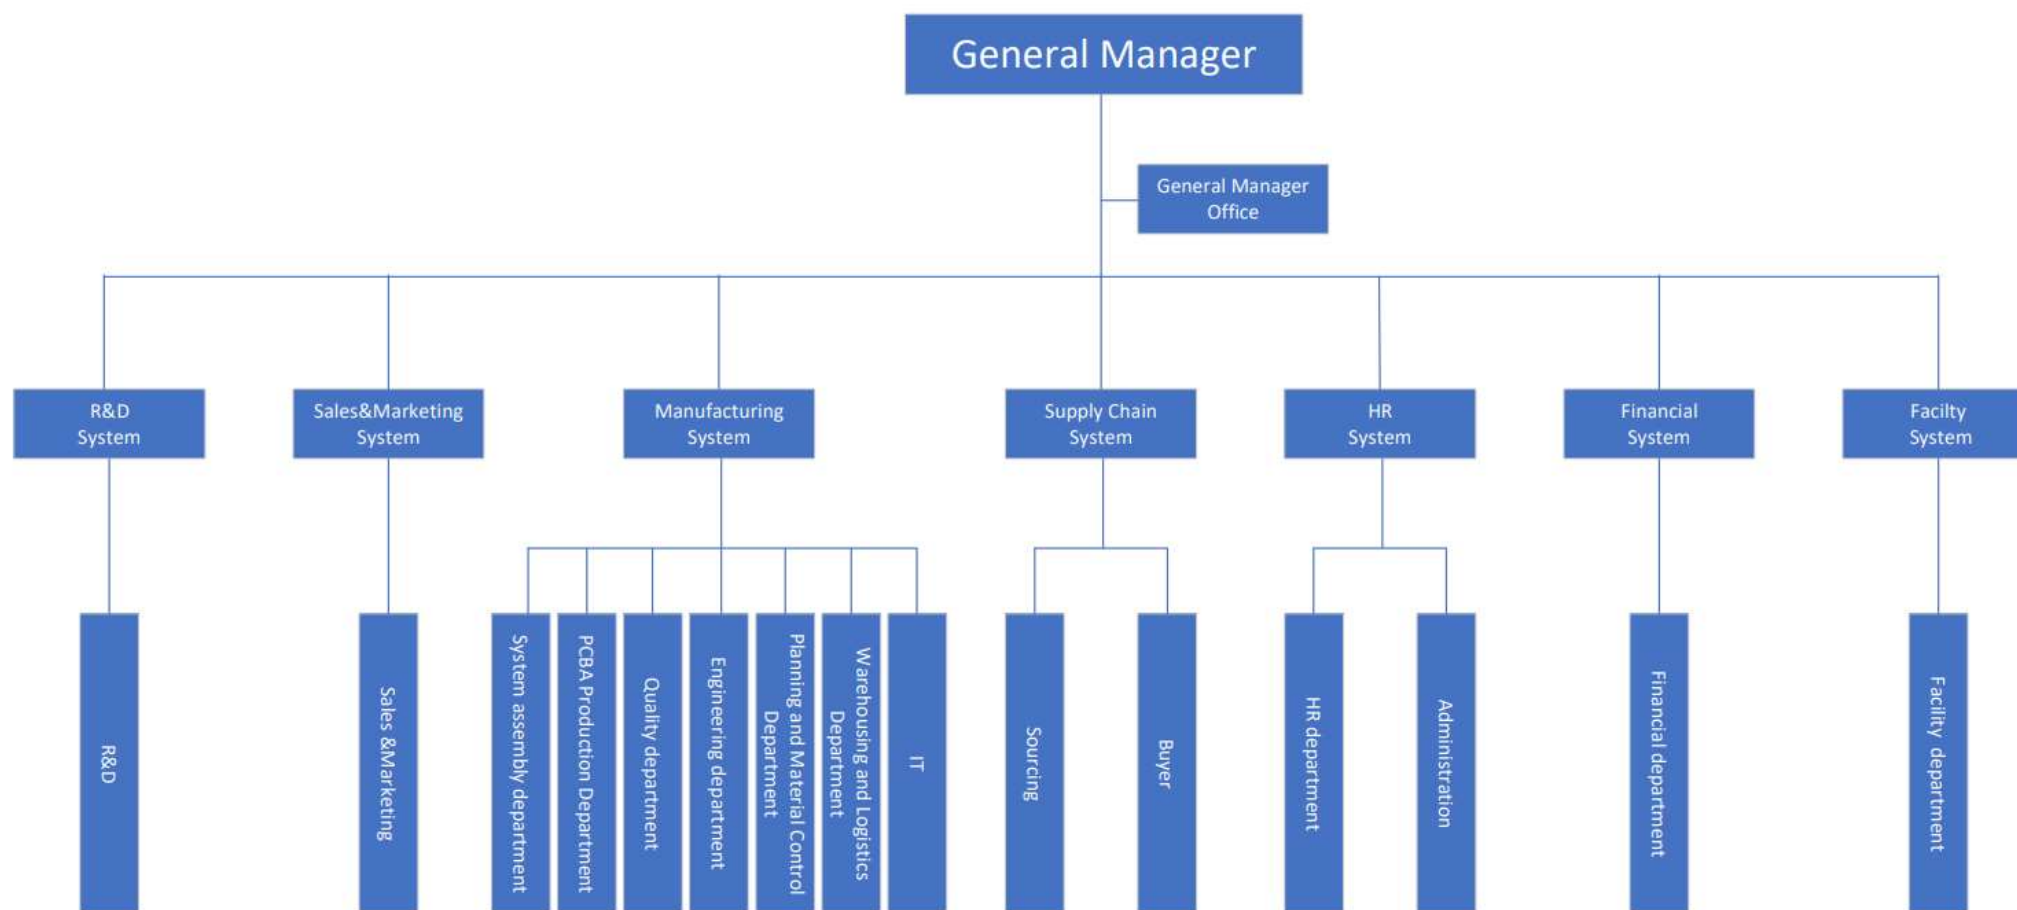 General Manager
General Manager
Office
R&D
System
Sales&Marketing
System
Manufacturing
System
Supply Chain
System
HR
System
Financial
System
Facilty
System
R&D
Sales &Marketing
System assembly department
PCBA Production Department
Quality department
Engineering department
Planning and Material Control
Department
Warehousing and Logistics
Department
IT
Sourcing
Buyer
HR department
Administration
Financial department
Facility department